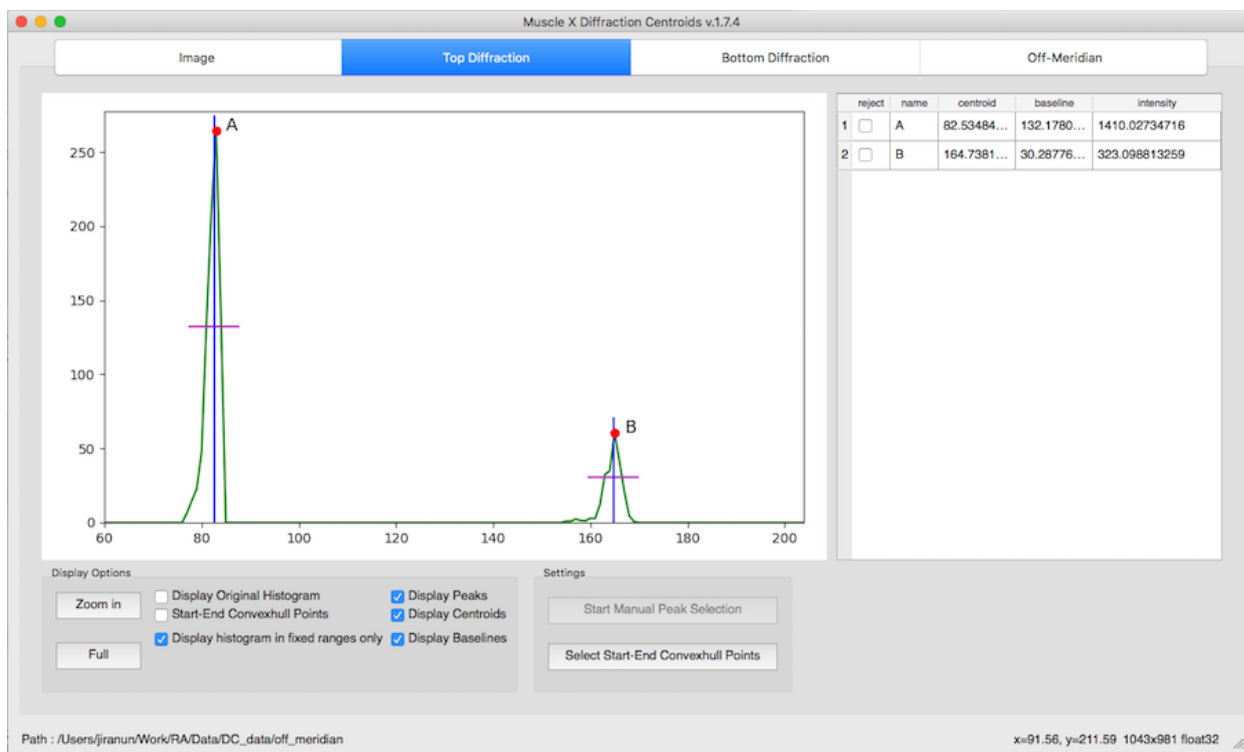 Muscle X Diffraction Centroids v.1.7.4
Image Top Diffraction Bottom Diffraction Off-Meridian
A
B
250
200
150
100
50
0
60 80 100 120 140 160 180 200
reject name centroid baseline intensity
1 A 82.53484... 132.1780... 1410.02734716
2 B 164.7381... 30.28776... 323.098813259
Display Options
Zoom in
Full
Display Original Histogram
Start-End Convexhull Points
Display histogram in fixed ranges only
Display Peaks
Display Centroids
Display Baselines
Settings
Start Manual Peak Selection
Select Start-End Convexhull Points
Path : /Users/jiranun/Work/RA/Data/DC_data/off_meridian
x=91.56, y=211.59 1043x981 float32